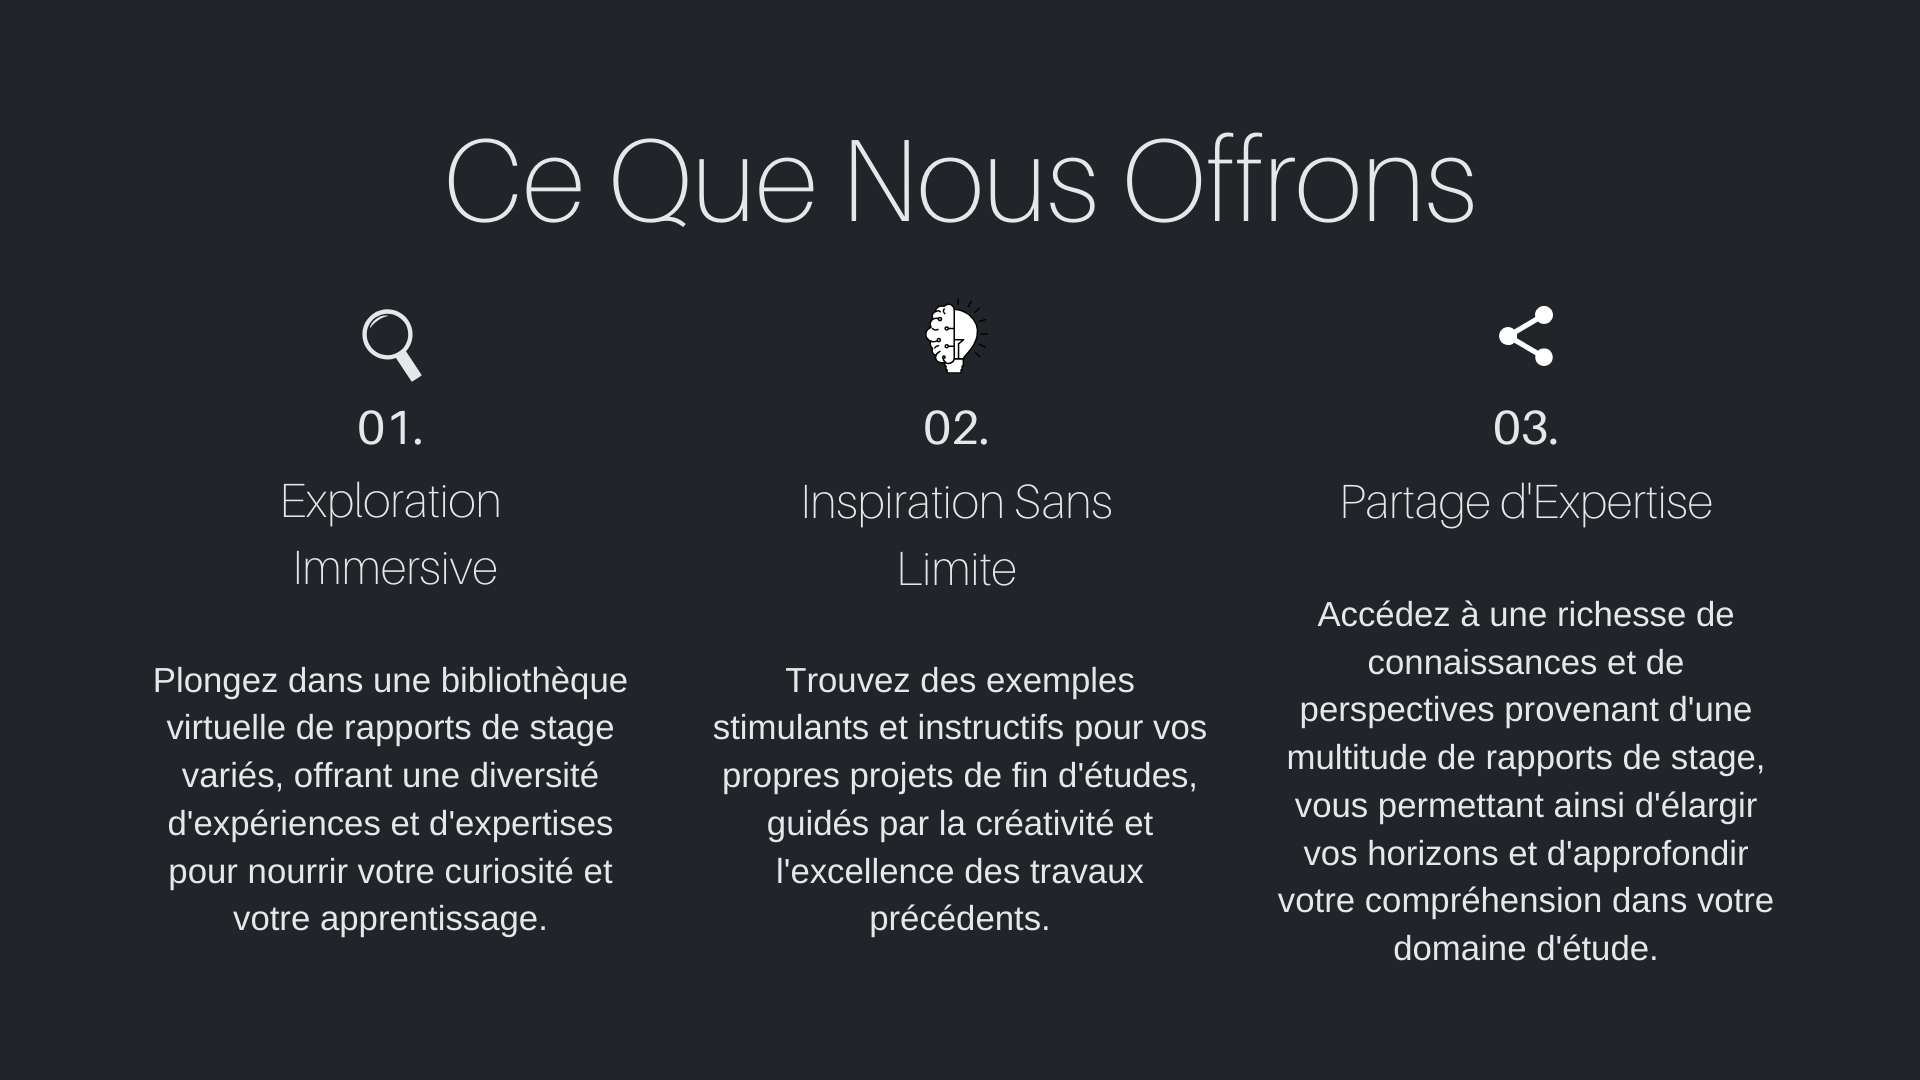 Ce Que Nous Offrons
01.
Exploration
Immersive
Plongez dans une bibliothèque
virtuelle de rapports de stage
variés, offrant une diversité
d'expériences et d'expertises
pour nourrir votre curiosité et
votre apprentissage.
02.
Inspiration Sans
Limite
Trouvez des exemples
stimulants et instructifs pour vos
propres projets de fin d'études,
guidés par la créativité et
l'excellence des travaux
précédents.
03.
Partage d'Expertise
Accédez à une richesse de
connaissances et de
perspectives provenant d'une
multitude de rapports de stage,
vous permettant ainsi d'élargir
vos horizons et d'approfondir
votre compréhension dans votre
domaine d'étude.